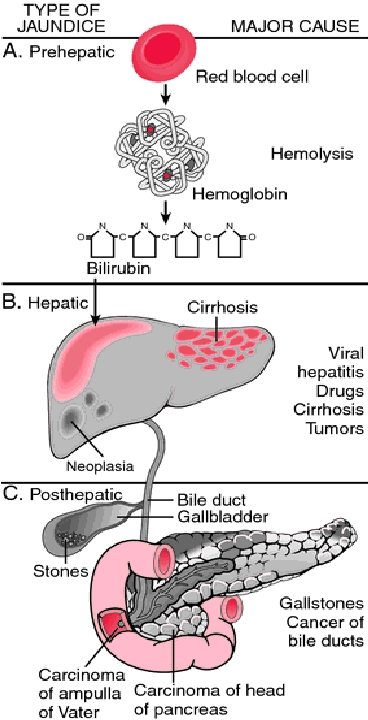 TYPE OF
JAUNDICE
MAJOR CAUSE
A. Prehepatic
Red blood cell
Hemolysis
Hemoglobin
O N C N C N C N O
Bilirubin
B. Hepatic
Cirrhosis
Viral
hepatitis
Drugs
Cirrhosis
Tumors
Neoplasia
C. Posthepatic
Bile duct
Gallbladder
Stones
Gallstones
Cancer of
bile ducts
Carcinoma
of ampulla
of Vater
Carcinoma of head
of pancreas